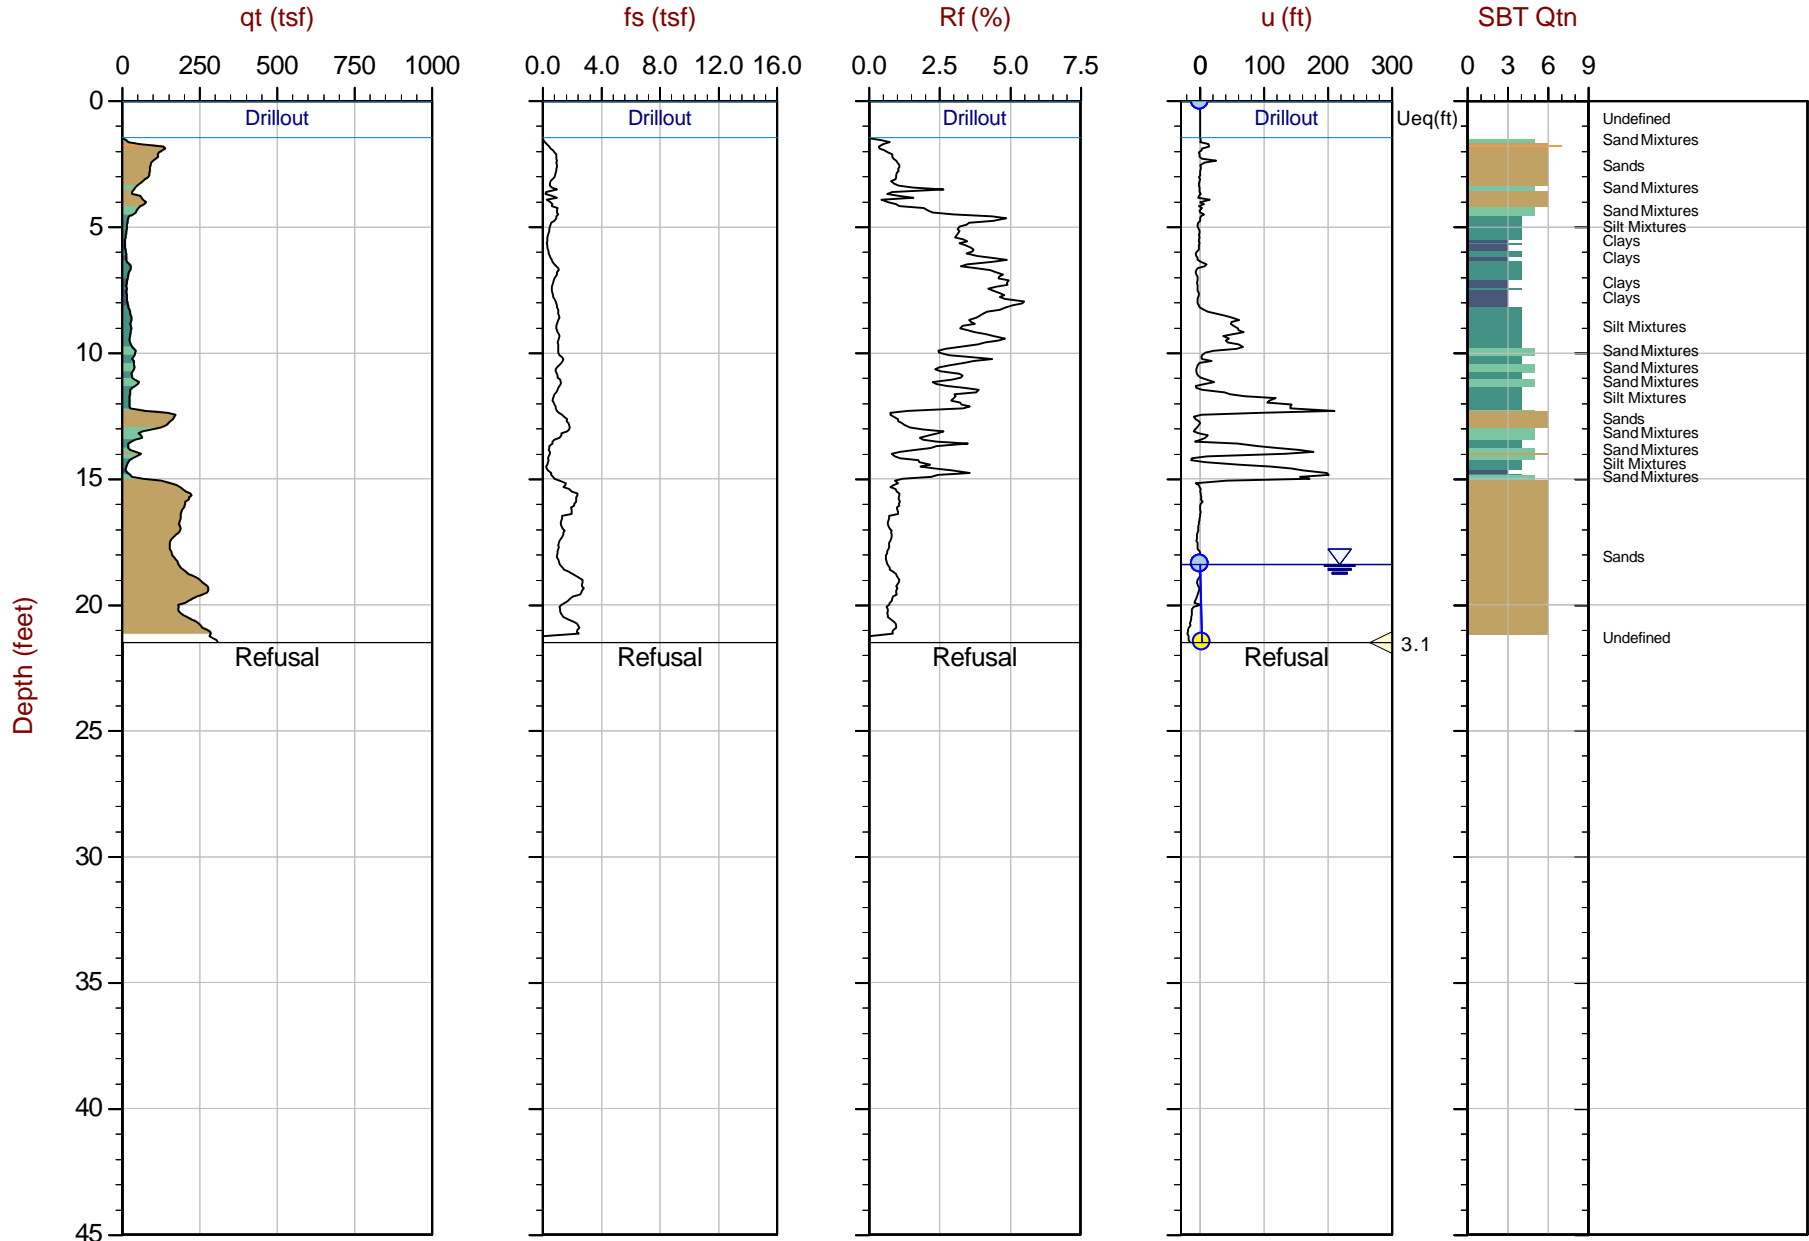 qt (tsf) fs (tsf) Rf (%) u (ft) SBT Qtn
0 250 500 750 1000 0.0 4.0 8.0 12.0 16.0 0.0 2.5 5.0 7.5 0 100 200 300 0 3 6 9
0
Drillout Drillout Drillout Drillout Ueq(ft) Undefined
Sand Mixtures
Sands
Sand Mixtures
Sand Mixtures
5 Silt Mixtures
Clays
Clays
Clays
Clays
Silt Mixtures
10 Sand Mixtures
Sand Mixtures
Sand Mixtures
Silt Mixtures
Sands
Sand Mixtures
Sand Mixtures
Silt Mixtures
15 Sand Mixtures
Sands
20
Undefined
3.1
Refusal Refusal Refusal Refusal
Depth (feet)
25
30
35
40
45